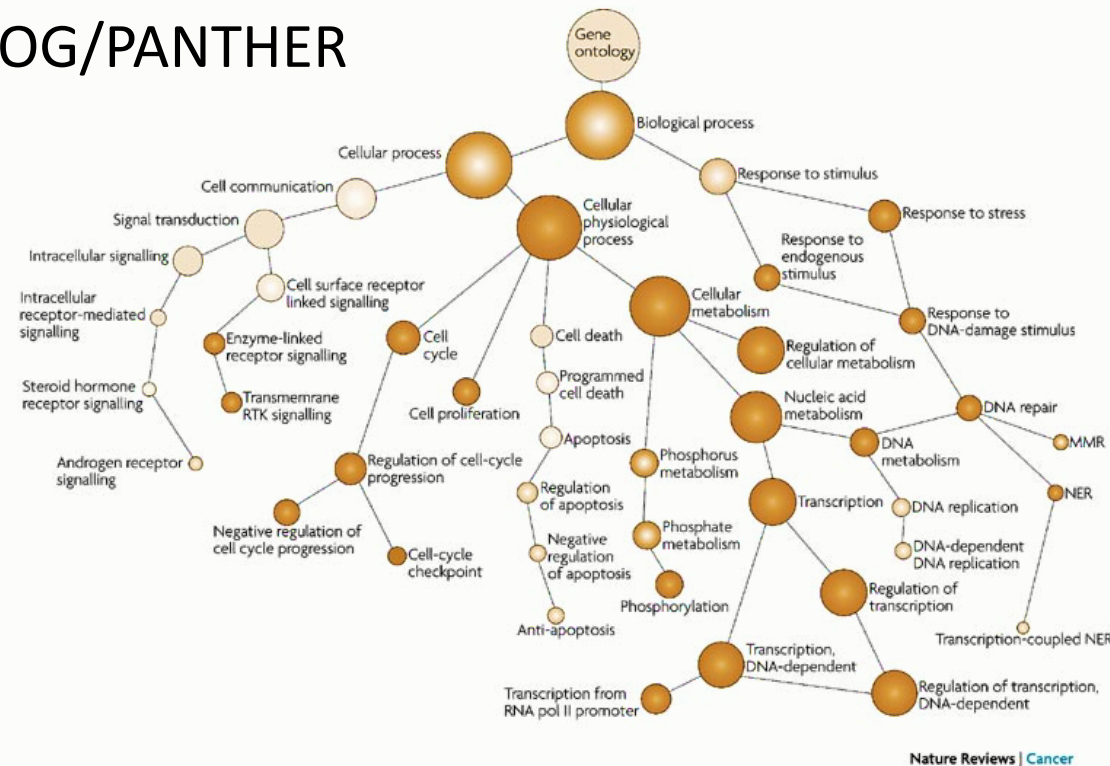 OG/PANTHER
Gene
ontology
Biological process
Cellular process
Response to stimulus
Cell communication
Signal transduction
Cellular
physiological
process
Response to stress
Intracellular signalling
Response to
endogenous
stimulus
Cell surface receptor
linked signalling
Intracellular
receptor-mediated
signalling
Cellular
metabolism
Response to
DNA-damage stimulus
Enzyme-linked
receptor signalling
Cell
cycle
Cell death
Regulation of
cellular metabolism
Steroid hormone
receptor signalling
Transmemrane
RTK signalling
Cell proliferation
Programmed
cell death
Nucleic acid
metabolism
DNA repair
Apoptosis
DNA
metabolism
MMR
Androgen receptor
signalling
Regulation of cell-cycle
progression
Phosphorus
metabolism
Regulation
of apoptosis
Transcription
DNA replication
NER
Negative regulation of
cell cycle progression
Cell-cycle
checkpoint
Negative
regulation
of apoptosis
Phosphate
metabolism
DNA-dependent
DNA replication
Phosphorylation
Regulation of
transcription
Anti-apoptosis
Transcription-coupled NER
Transcription,
DNA-dependent
Transcription from
RNA pol II promoter
Regulation of transcription,
DNA-dependent
Nature Reviews | Cancer